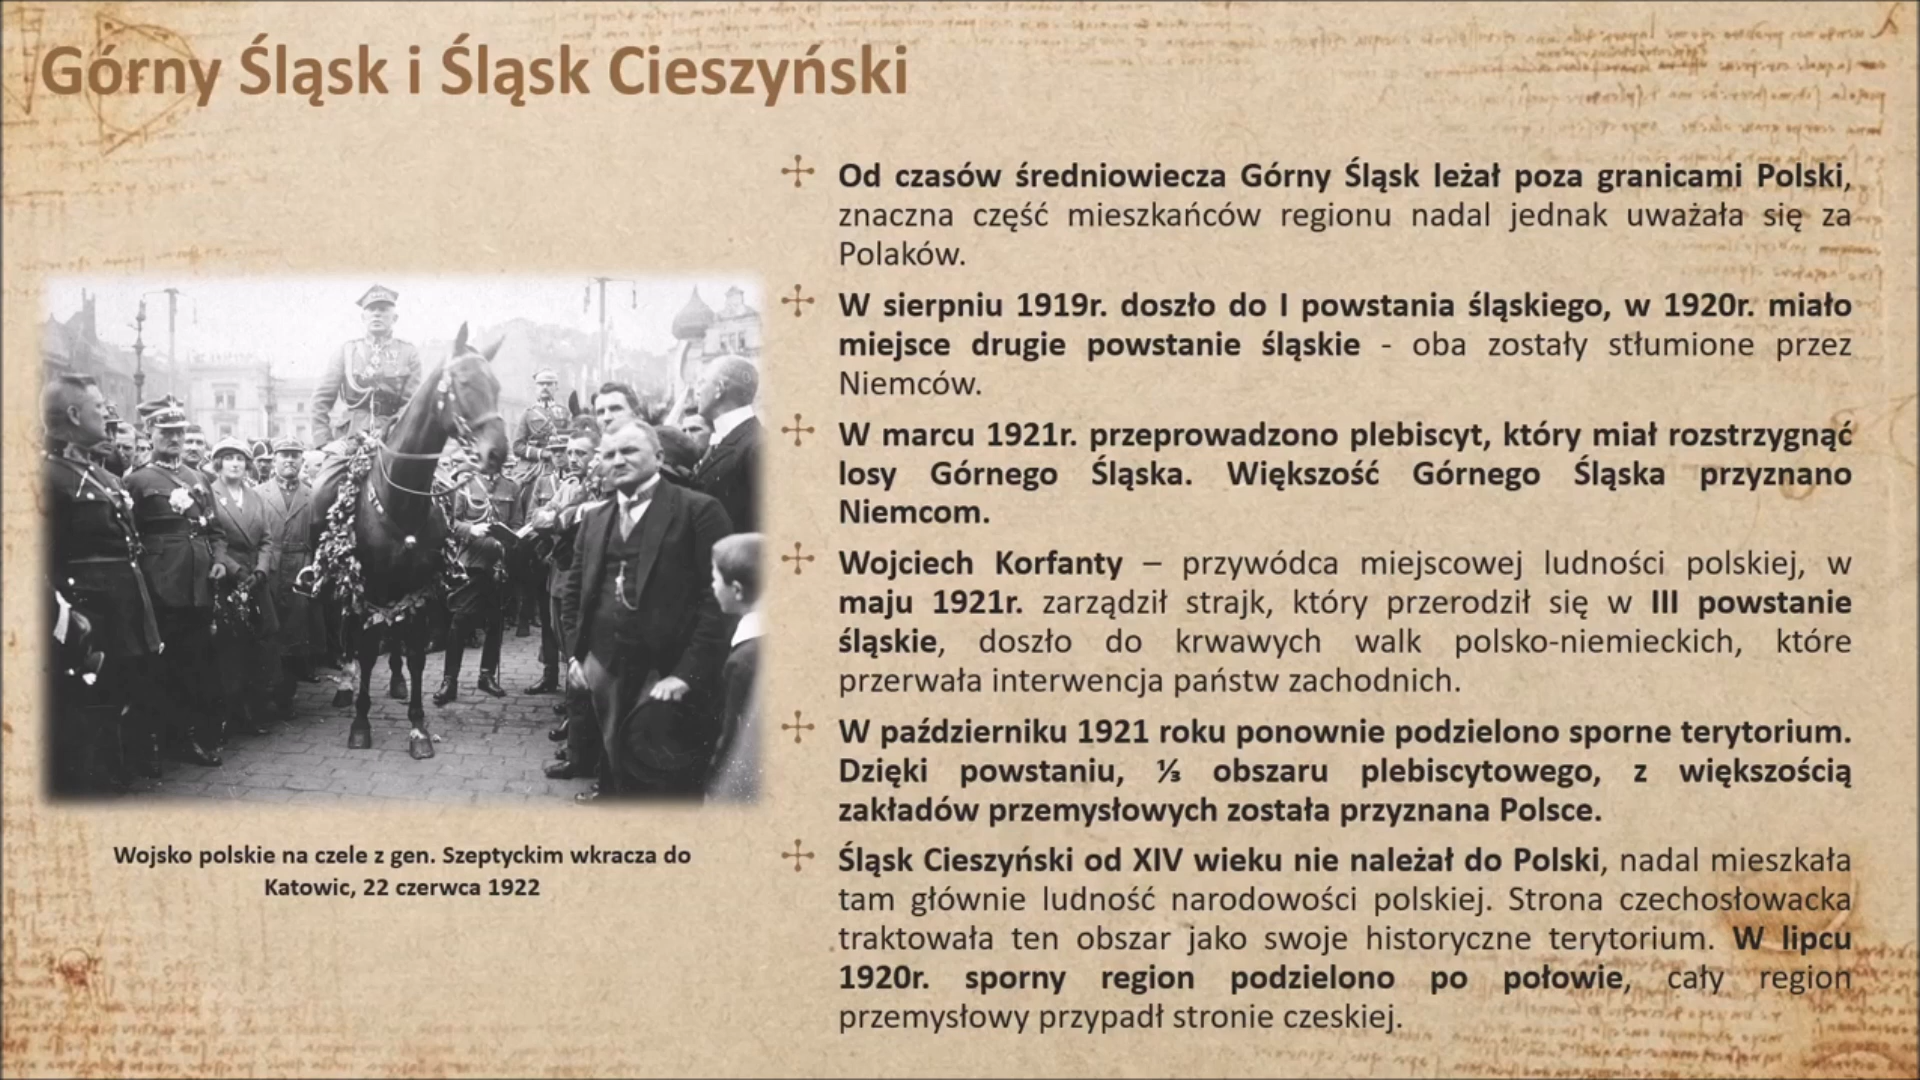 Górny Śląsk i Śląsk Cieszyński
Od czasów średniowiecza Górny Śląsk leżał poza granicami Polski,
znaczna część mieszkańców regionu nadal jednak uważała się za
Polaków.
W sierpniu 1919r. doszło do I powstania śląskiego, w 1920r. miało
miejsce drugie powstanie śląskie - oba zostały stłumione przez
Niemców.
W marcu 1921r. przeprowadzono plebiscyt, który miał rozstrzygnąć
losy Górnego Śląska. Większość Górnego Śląska przyznano
Niemcom.
Wojciech Korfanty – przywódca miejscowej ludności polskiej, w
maju 1921r. zarządził strajk, który przerodził się w III powstanie
śląskie, doszło do krwawych walk polsko-niemieckich, które
przerwała interwencja państw zachodnich.
W październiku 1921 roku ponownie podzielono sporne terytorium.
Dzięki powstaniu, ⅓ obszaru plebiscytowego, z większością
zakładów przemysłowych została przyznana Polsce.
Śląsk Cieszyński od XIV wieku nie należał do Polski, nadal mieszkała
tam głównie ludność narodowości polskiej. Strona czechosłowacka
traktowała ten obszar jako swoje historyczne terytorium. W lipcu
1920r. sporny region podzielono po połowie, cały region
przemysłowy przypadł stronie czeskiej.
Wojsko polskie na czele z gen. Szeptyckim wkracza do
Katowic, 22 czerwca 1922